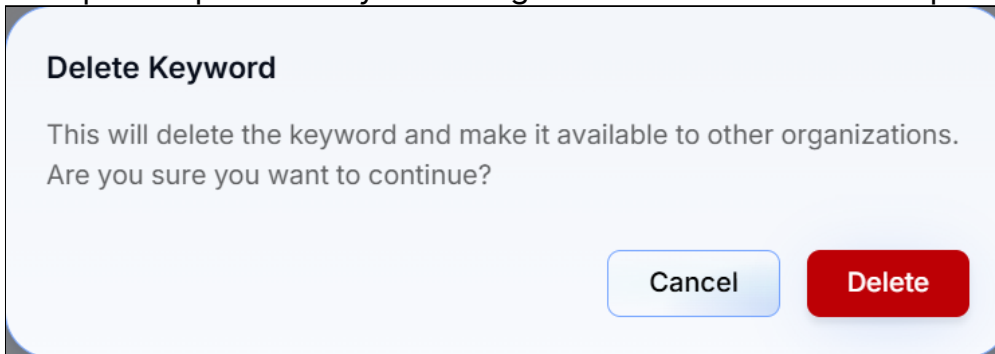 Delete Keyword
This will delete the keyword and make it available to other organizations.
Are you sure you want to continue?
Cancel
Delete